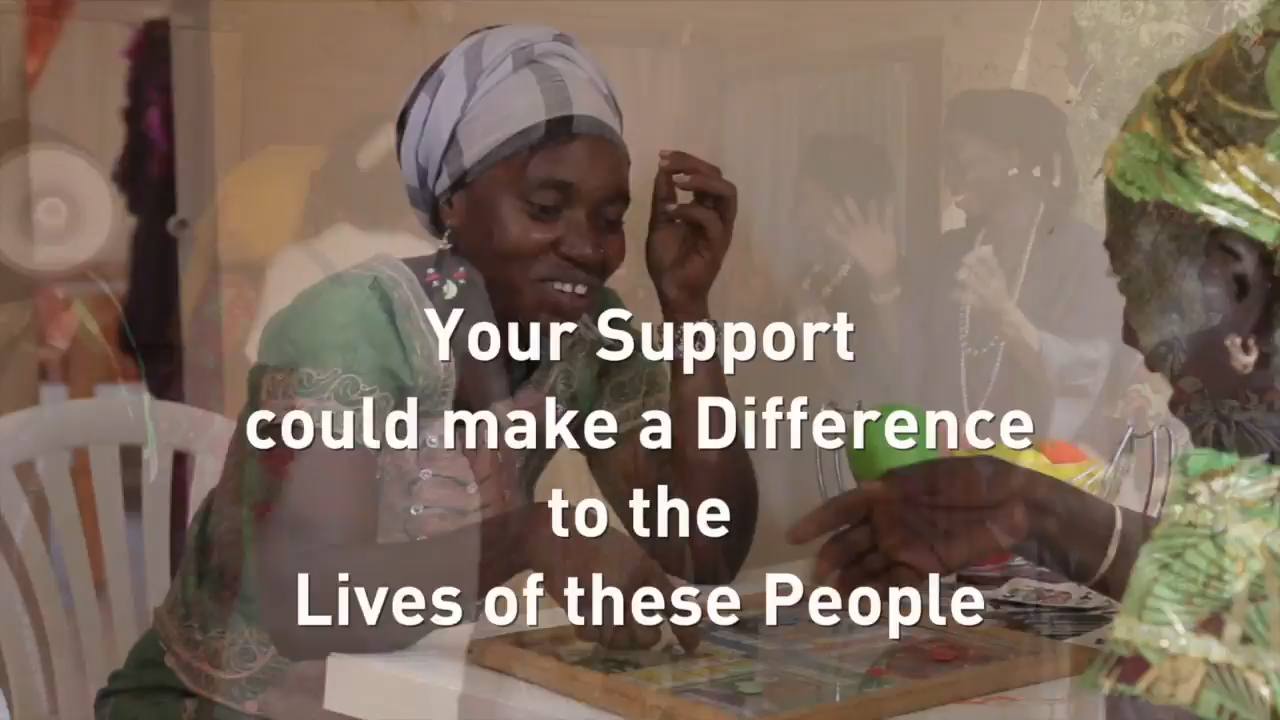 Your Support
could make a Difference
to the
Lives of these People